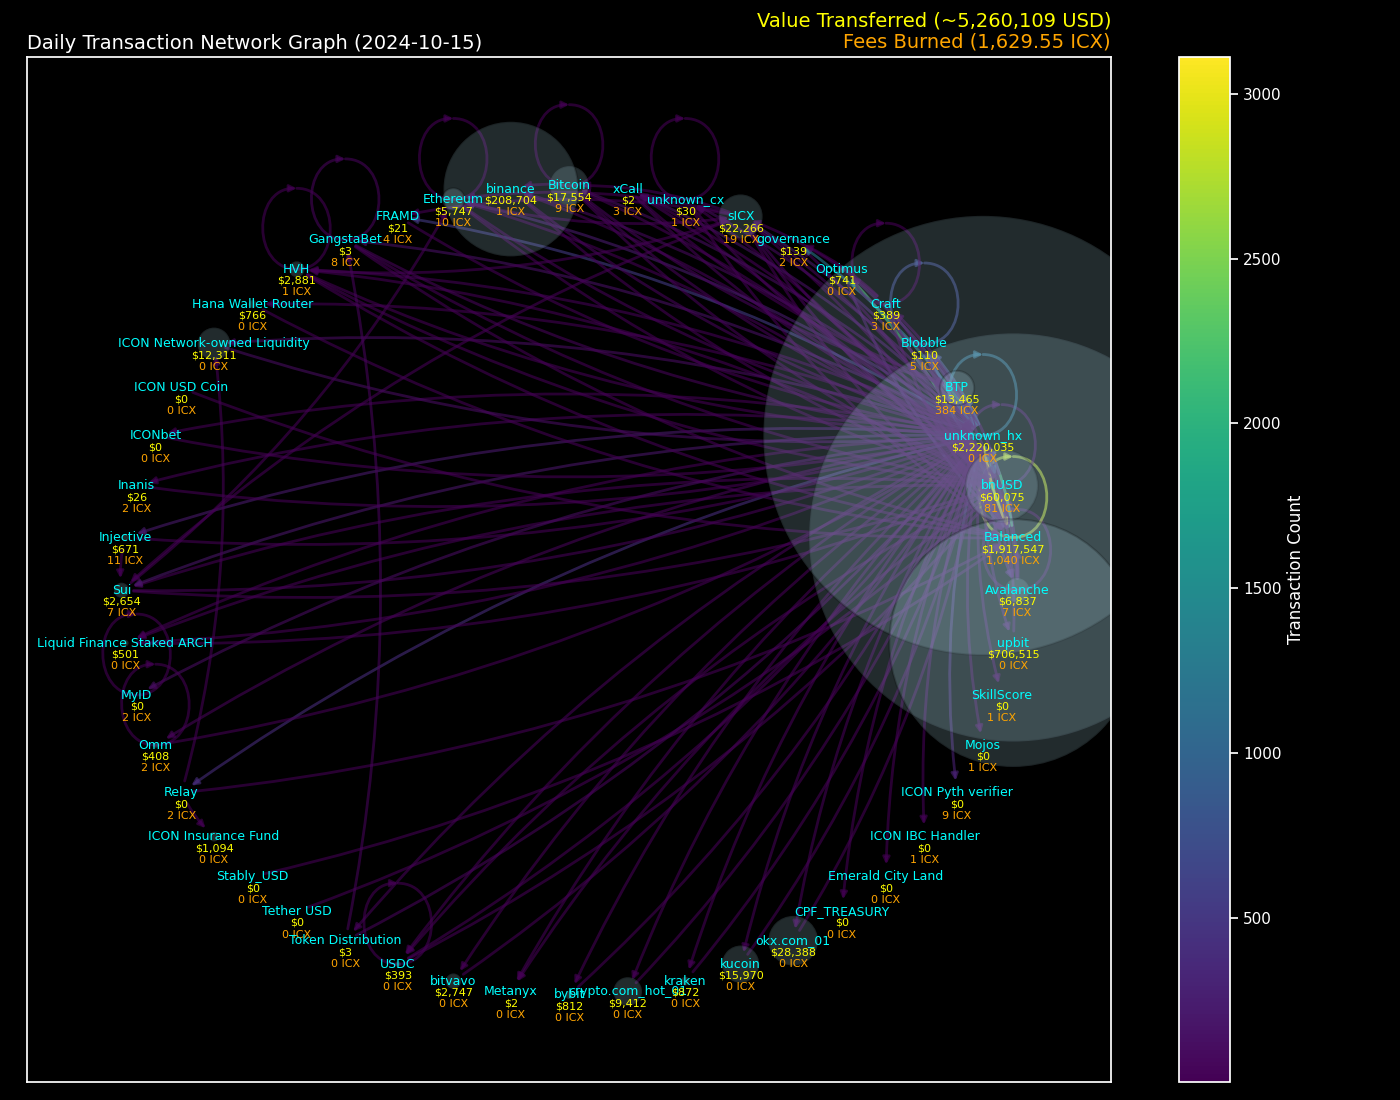 Value Transferred (~5,260,109 USD)
Daily Transaction Network Graph (2024-10-15)
Fees Burned (1,629.55 ICX)
binance
$208,704
1 ICX
Bitcoin
$17,554
9 ICX
xCall
$2
3 ICX
Ethereum
$5,747
10 ICX
unknown_cx
$30
1 ICX
FRAMD
$21
4 ICX
sICX
$22,266
19 ICX
GangstaBet
$3
8 ICX
governance
$139
2 ICX
HVH
$2,881
1 ICX
Optimus
$741
0 ICX
Hana Wallet Router
$766
0 ICX
Craft
$389
3 ICX
ICON Network-owned Liquidity
$12,311
0 ICX
Blobble
$110
5 ICX
ICON USD Coin
$0
0 ICX
BTP
$13,465
384 ICX
ICONbet
$0
0 ICX
unknown_hx
$2,220,035
0 ICX
Inanis
$26
2 ICX
bnUSD
$60,075
81 ICX
Injective
$671
11 ICX
Balanced
$1,917,547
1,040 ICX
Sui
$2,654
7 ICX
Avalanche
$6,837
7 ICX
Liquid Finance Staked ARCH
$501
0 ICX
upbit
$706,515
0 ICX
MyID
$0
2 ICX
SkillScore
$0
1 ICX
Omm
$408
2 ICX
Mojos
$0
1 ICX
Relay
$0
2 ICX
ICON Pyth verifier
$0
9 ICX
ICON Insurance Fund
$1,094
0 ICX
ICON IBC Handler
$0
1 ICX
Stably_USD
$0
0 ICX
Emerald City Land
$0
0 ICX
Tether USD
$0
0 ICX
CPF_TREASURY
$0
0 ICX
Token Distribution
$3
0 ICX
okx.com_01
$28,388
0 ICX
USDC
$393
0 ICX
kucoin
$15,970
0 ICX
bitvavo
$2,747
0 ICX
Metanyx
$2
0 ICX
bybit
$812
0 ICX
crypto.com_hot_
$9,412
0 ICX
kraken
0 ICX
3000
2500
2000
1500
1000
500
Transaction Count